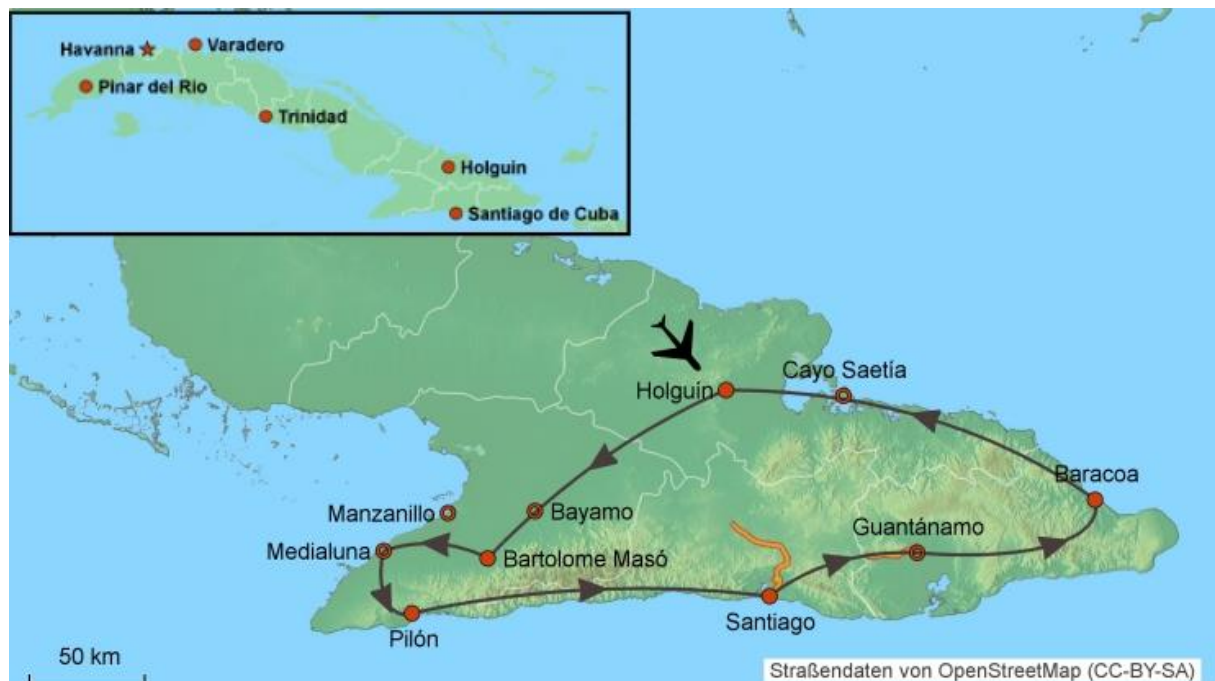 Havanna
Varadero
Pinar del Rio
Trinidad
Holguin
Santiago de Cuba
Holguín
Cayo Saetía
Baracoa
Manzanillo
Bayamo
Guantánamo
Medialuna
Bartolome Masó
Santiago
Pilón
50 km
Straßendaten von OpenStreetMap (CC-BY-SA)